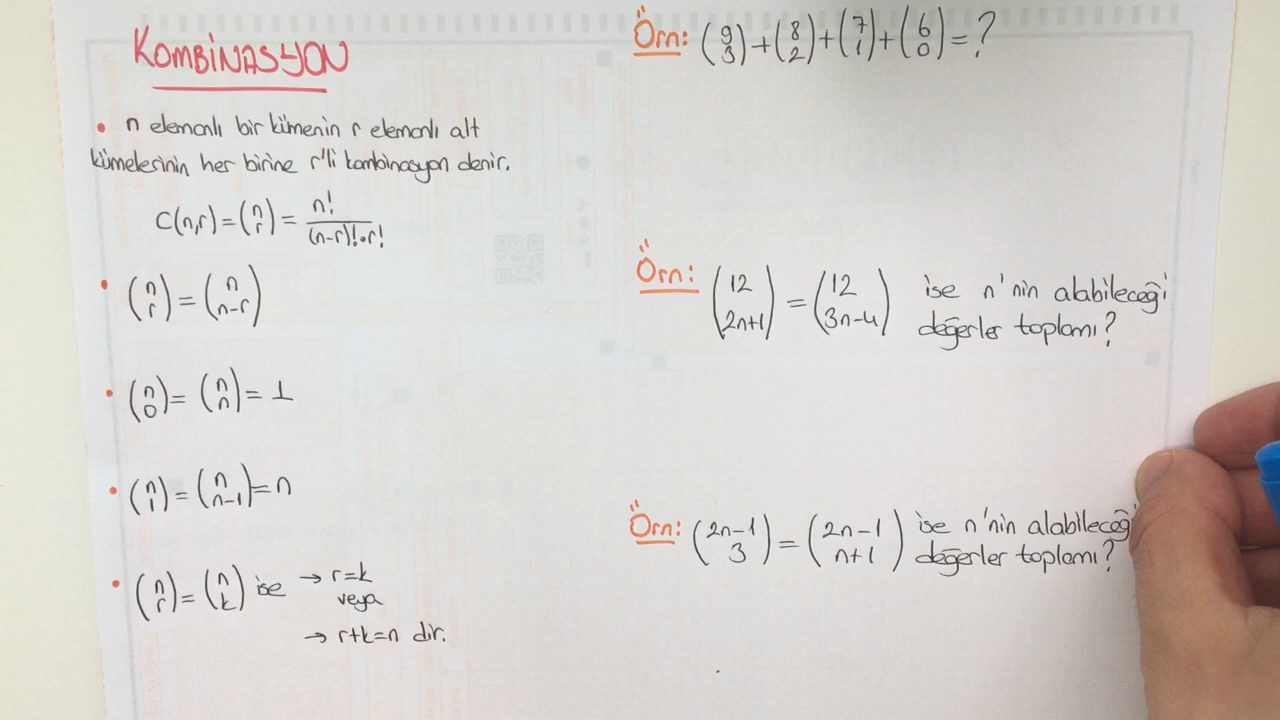 KOMBİNASYON
• n elemanlı bir kümenin r elemanlı alt
kümelerinin her birine r'li kombinasyon denir.
C(n,r) = (n r) = n! / (n-r)!.r!
• (n r) = (n n-r)
• (n 0) = (n n) = 1
• (n 1) = (n n-1) = n
• (n r) = (n k) ise → r=k
veya
→ r+k=n dir.
Örn: (9 3) + (8 2) + (7 1) + (6 0) = ?
Örn: (12 2n+1) = (12 3n-4) ise n'nin alabileceği
değerler toplamı?
Örn: (2n-1 3) = (2n-1 n+1) ise n'nin alabileceği
değerler toplamı?